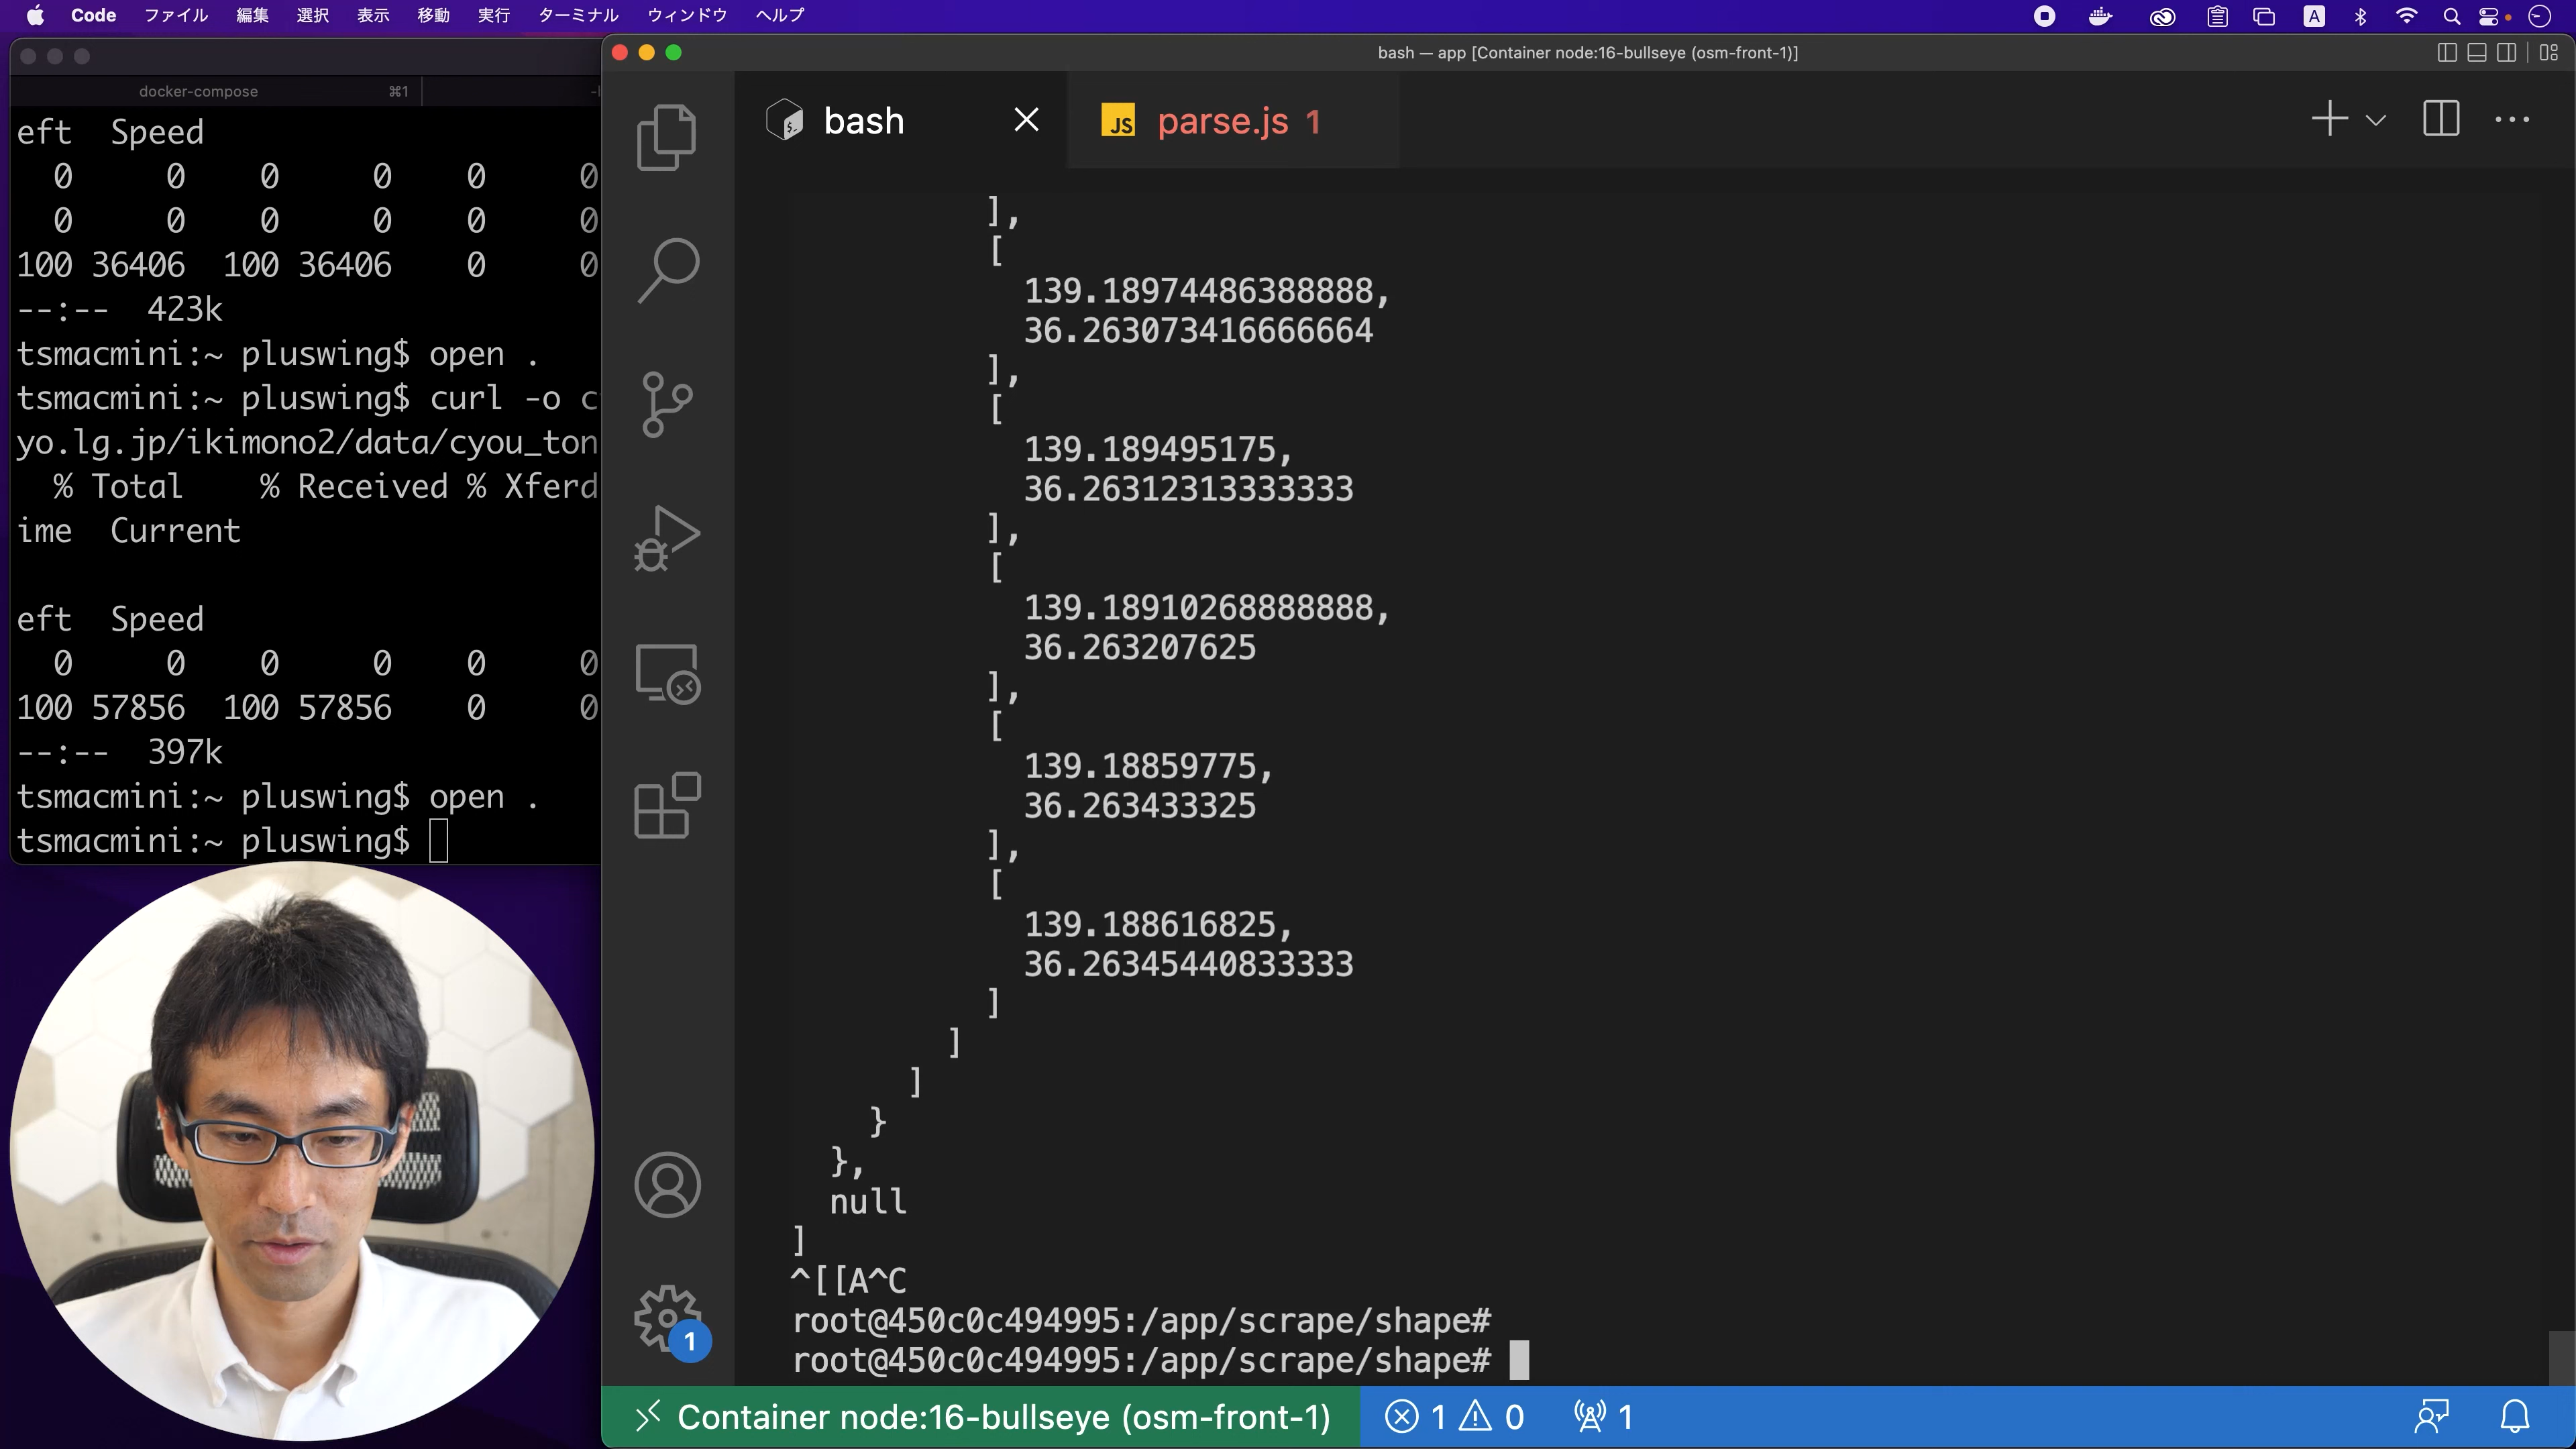 Code ファイル 編集 選択 表示 移動 実行 ターミナル ウィンドウ ヘルプ A
docker-compose ⌘1
eft Speed
0 0 0 0 0 0
0 0 0 0 0 0
100 36406 100 36406 0 0
--:-- 423k
tsmacmini:~ pluswing$ open .
tsmacmini:~ pluswing$ curl -o c
yo.lg.jp/ikimono2/data/cyou_ton
% Total % Received % Xferd
ime Current
eft Speed
0 0 0 0 0 0
100 57856 100 57856 0 0
--:-- 397k
tsmacmini:~ pluswing$ open .
tsmacmini:~ pluswing$
bash — app [Container node:16-bullseye (osm-front-1)]
bash
JS parse.js 1
],
[
139.18974486388888,
36.263073416666664
],
[
139.189495175,
36.26312313333333
],
[
139.18910268888888,
36.263207625
],
[
139.18859775,
36.263433325
],
[
139.188616825,
36.26345440833333
]
]
]
}
},
null
]
^[[A^C
root@450c0c494995:/app/scrape/shape#
root@450c0c494995:/app/scrape/shape#
1
Container node:16-bullseye (osm-front-1) 1 0 1